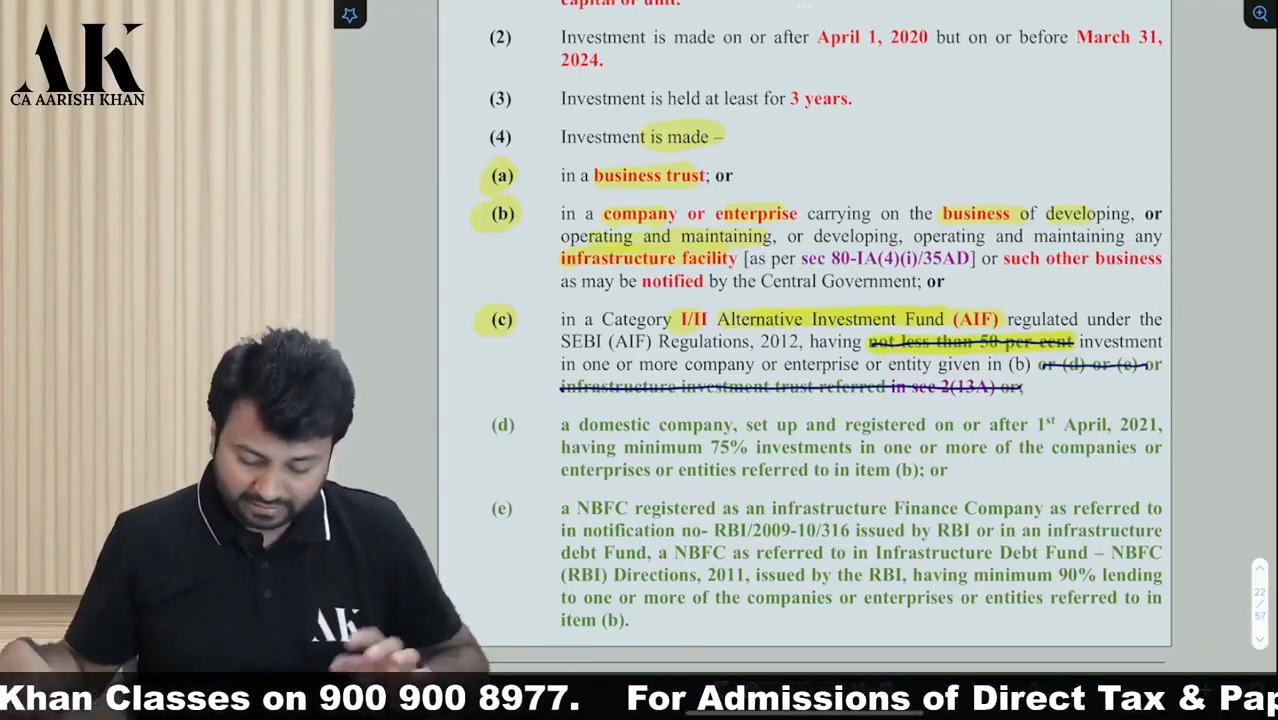 AK
CA AARISH KHAN
capital or unit.
(2) Investment is made on or after April 1, 2020 but on or before March 31,
2024.
(3) Investment is held at least for 3 years.
(4) Investment is made –
(a) in a business trust; or
(b) in a company or enterprise carrying on the business of developing, or
operating and maintaining, or developing, operating and maintaining any
infrastructure facility [as per sec 80-IA(4)(i)/35AD] or such other business
as may be notified by the Central Government; or
(c) in a Category I/II Alternative Investment Fund (AIF) regulated under the
SEBI (AIF) Regulations, 2012, having not less than 50 per cent investment
in one or more company or enterprise or entity given in (b) or (d) or (e) or
infrastructure investment trust referred in sec 2(13A) or;
(d) a domestic company, set up and registered on or after 1st April, 2021,
having minimum 75% investments in one or more of the companies or
enterprises or entities referred to in item (b); or
(e) a NBFC registered as an infrastructure Finance Company as referred to
in notification no- RBI/2009-10/316 issued by RBI or in an infrastructure
debt Fund, a NBFC as referred to in Infrastructure Debt Fund – NBFC
(RBI) Directions, 2011, issued by the RBI, having minimum 90% lending
to one or more of the companies or enterprises or entities referred to in
item (b).
22
/
57
AK
Khan Classes on 900 900 8977. For Admissions of Direct Tax & Pap